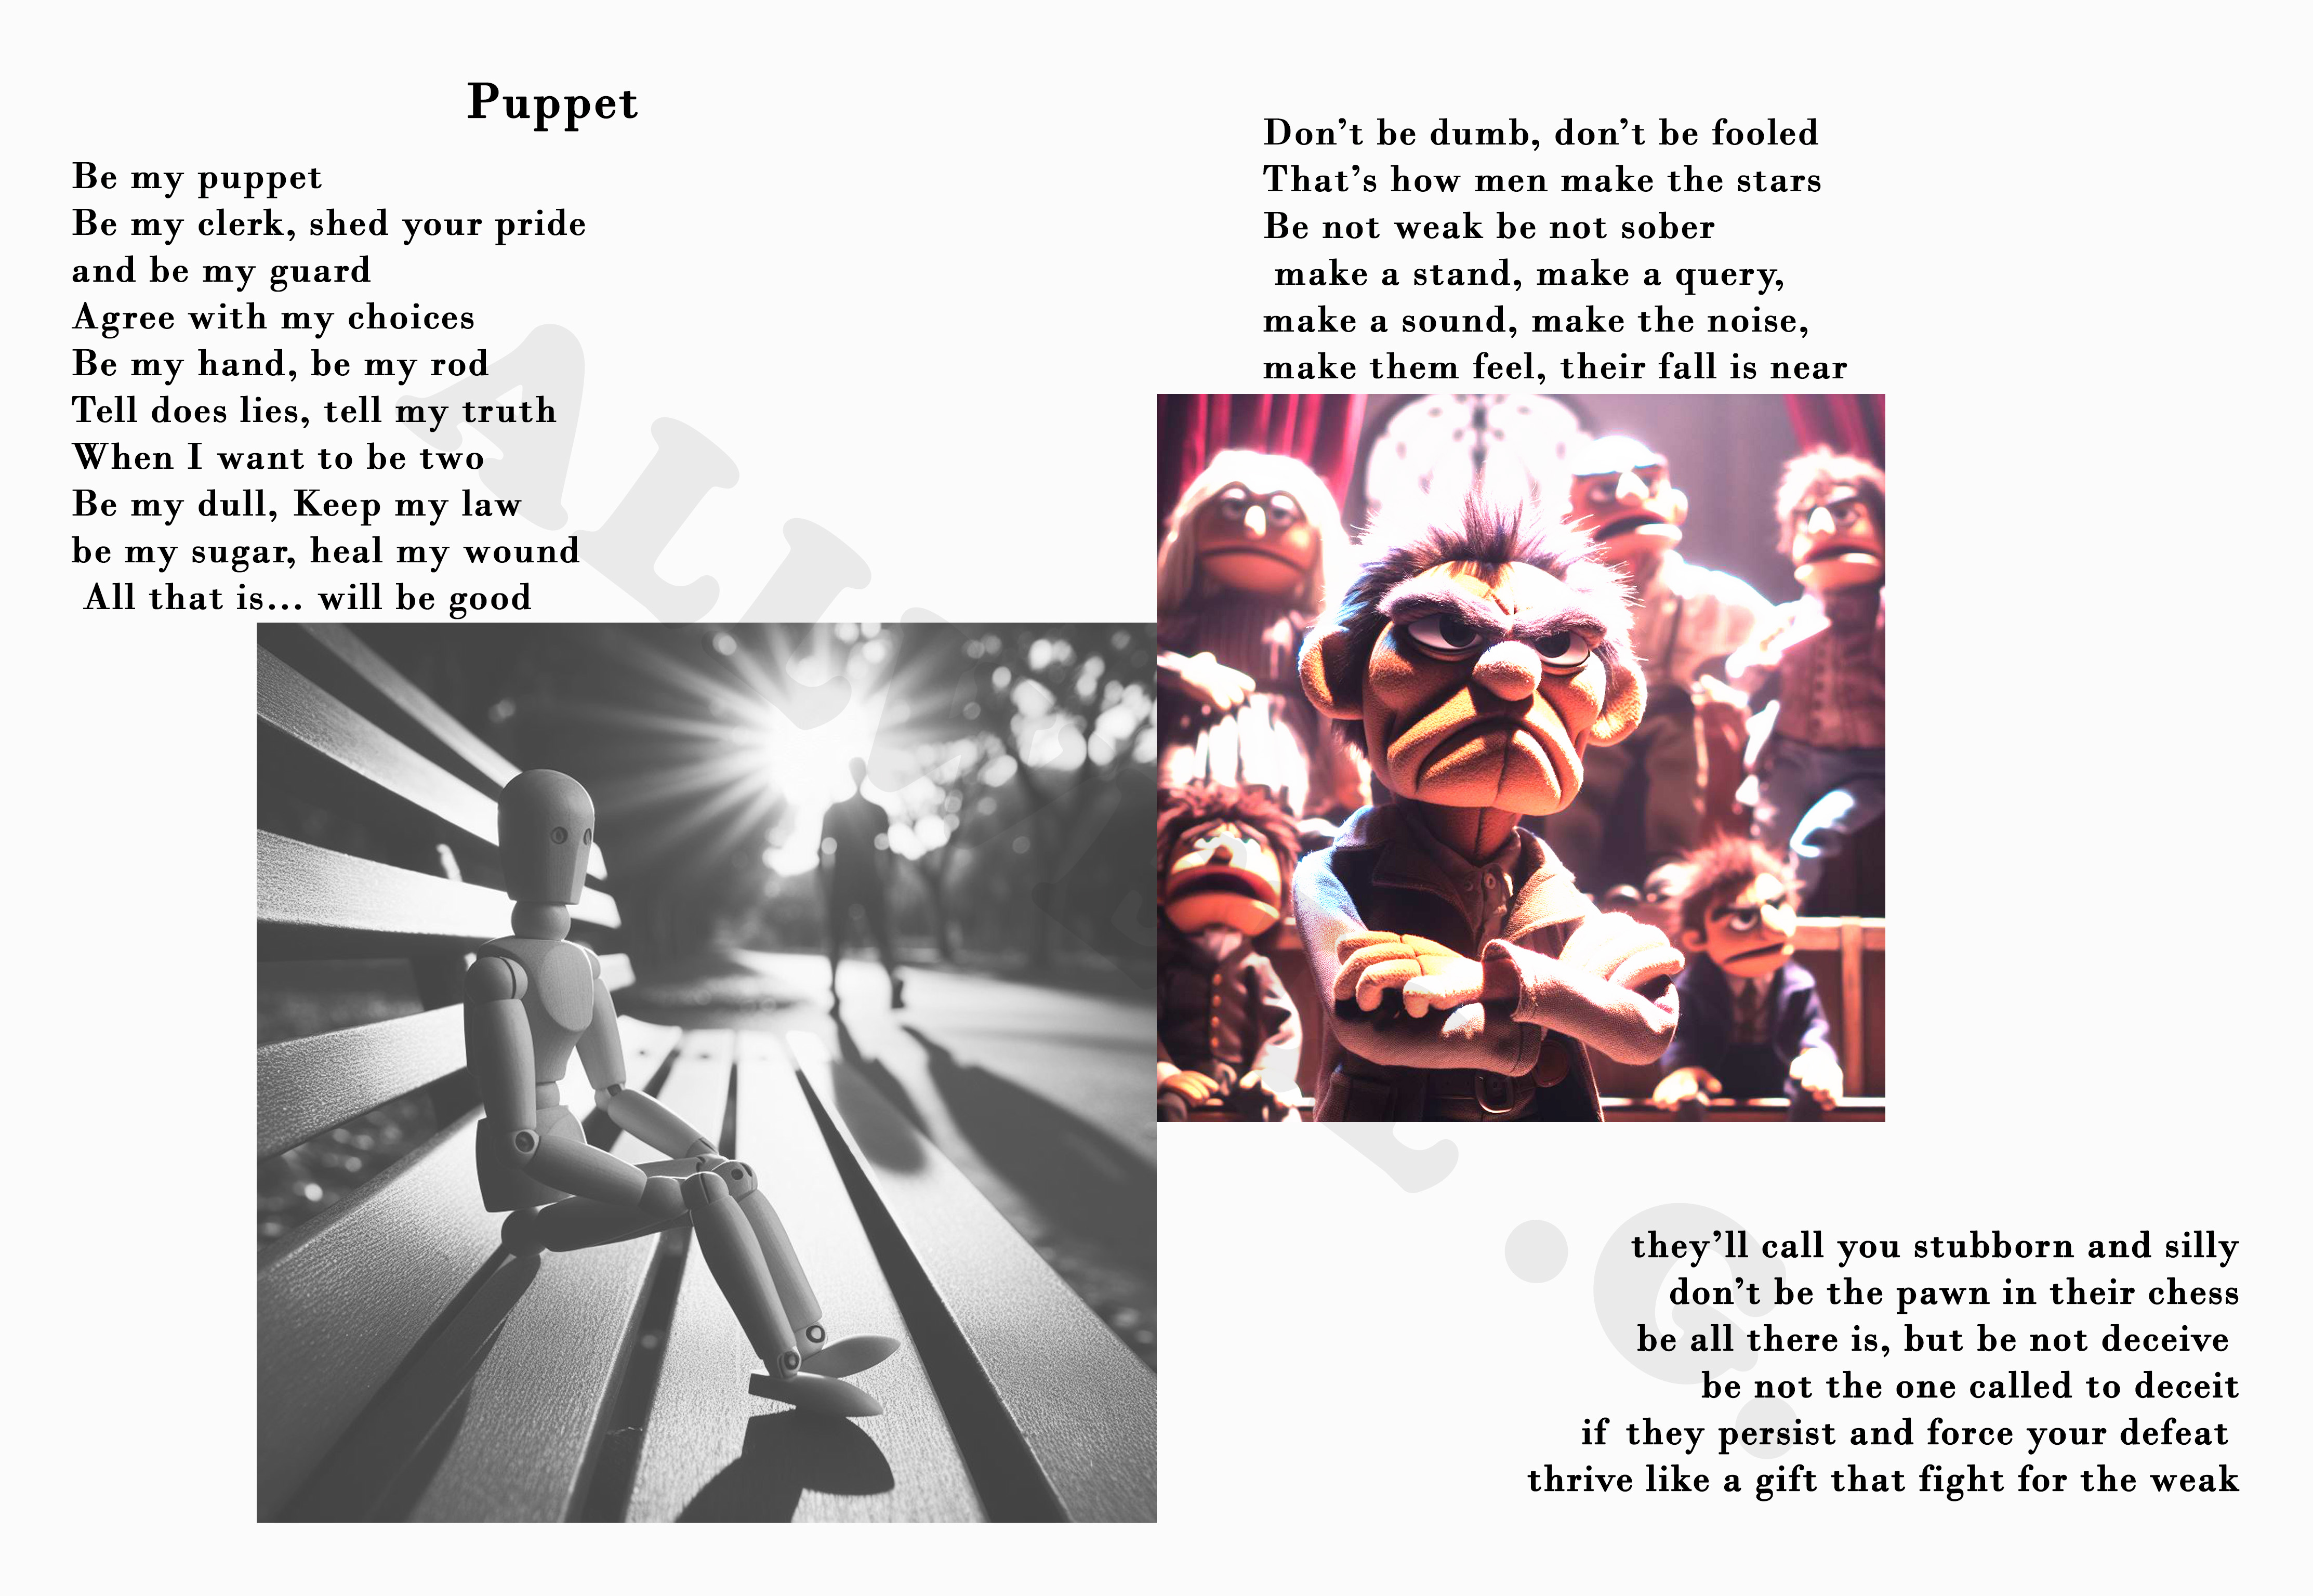 Puppet
Be my puppet
Be my clerk, shed your pride
and be my guard
Agree with my choices
Be my hand, be my rod
Tell does lies, tell my truth
When I want to be two
Be my dull, Keep my law
be my sugar, heal my wound
All that is... will be good
Don't be dumb, don't be fooled
That's how men make the stars
Be not weak be not sober
make a stand, make a query,
make a sound, make the noise,
make them feel, their fall is near
they'll call you stubborn and silly
don't be the pawn in their chess
be all there is, but be not deceive
be not the one called to deceit
if they persist and force your defeat
thrive like a gift that fight for the weak